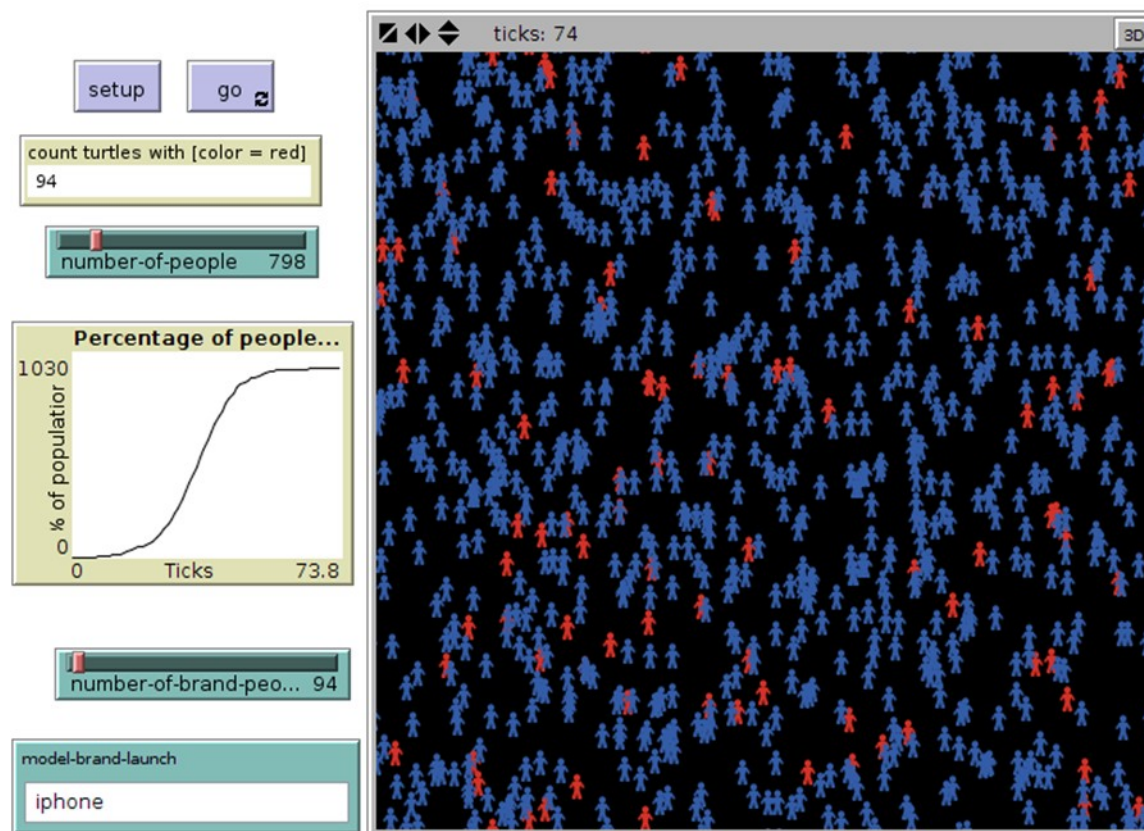 setup
go
count turtles with [color = red]
94
number-of-people 798
Percentage of people...
1030
% of population
0
0 Ticks 73.8
number-of-brand-peo... 94
model-brand-launch
iphone
ticks: 74
3D